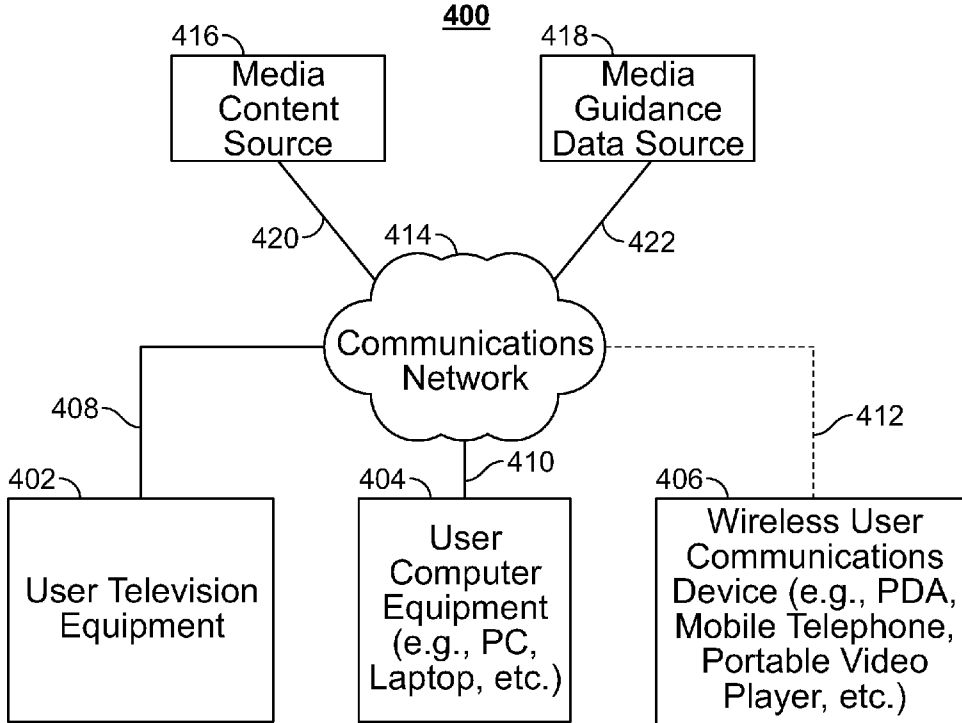 400
416
Media
Content
Source
418
Media
Guidance
Data Source
420
414
422
Communications
Network
408
410
412
402
User Television
Equipment
404
User
Computer
Equipment
(e.g., PC,
Laptop, etc.)
406
Wireless User
Communications
Device (e.g., PDA,
Mobile Telephone,
Portable Video
Player, etc.)